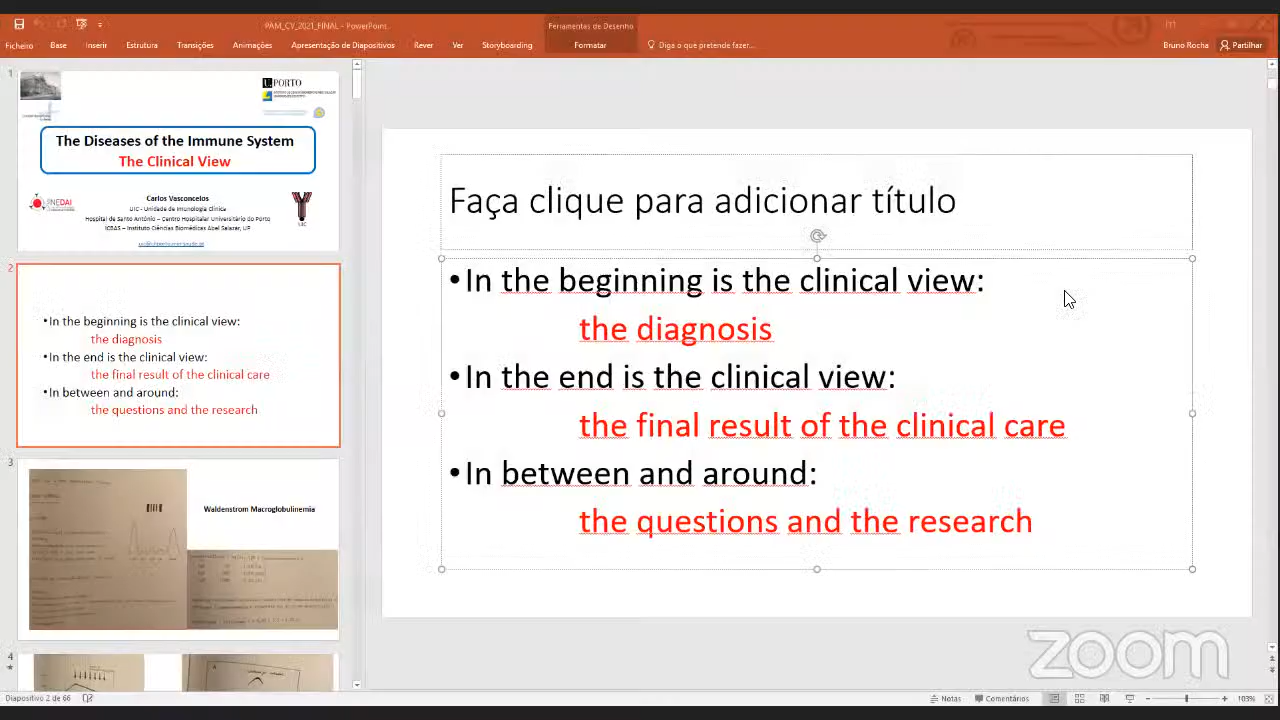 PAM_CV_2021_FINAL - PowerPoint
Ferramentas de Desenho
Ficheiro Base Inserir Estrutura Transições Animações Apresentação de Diapositivos Rever Ver Storyboarding Formatar Diga o que pretende fazer... Bruno Rocha Partilhar
1
U.PORTO
The Diseases of the Immune System
The Clinical View
Carlos Vasconcelos
UIC - Unidade de Imunologia Clínica
Hospital de Santo António – Centro Hospitalar Universitário do Porto
ICBAS – Instituto Ciências Biomédicas Abel Salazar, UP
UIC
2
•In the beginning is the clinical view:
the diagnosis
•In the end is the clinical view:
the final result of the clinical care
•In between and around:
the questions and the research
3
Waldenstrom Macroglobulinemia
4
Faça clique para adicionar título
•In the beginning is the clinical view:
the diagnosis
•In the end is the clinical view:
the final result of the clinical care
•In between and around:
the questions and the research
zoom
Diapositivo 2 de 66
Notas Comentários 103%